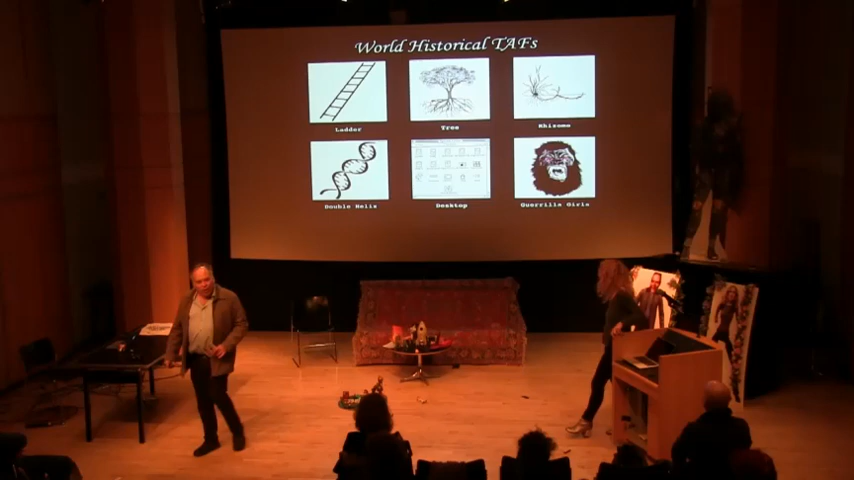 World Historical TAFs
Ladder
Tree
Rhizome
Double Helix
Desktop
Guerrilla Girls